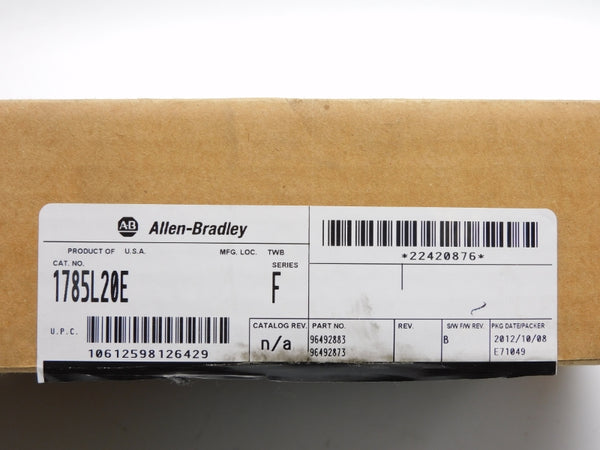 AB Allen-Bradley
*22420876*
PRODUCT OF U.S.A.
MFG. LOC. TWB
CAT. NO.
SERIES
1785L20E
F
U.P.C.
10612598126429
CATALOG REV.
n/a
PART NO.
96492883
96492873
REV.
S/W F/W REV.
B
PKG DATE/PACKER
2012/10/08
E71049